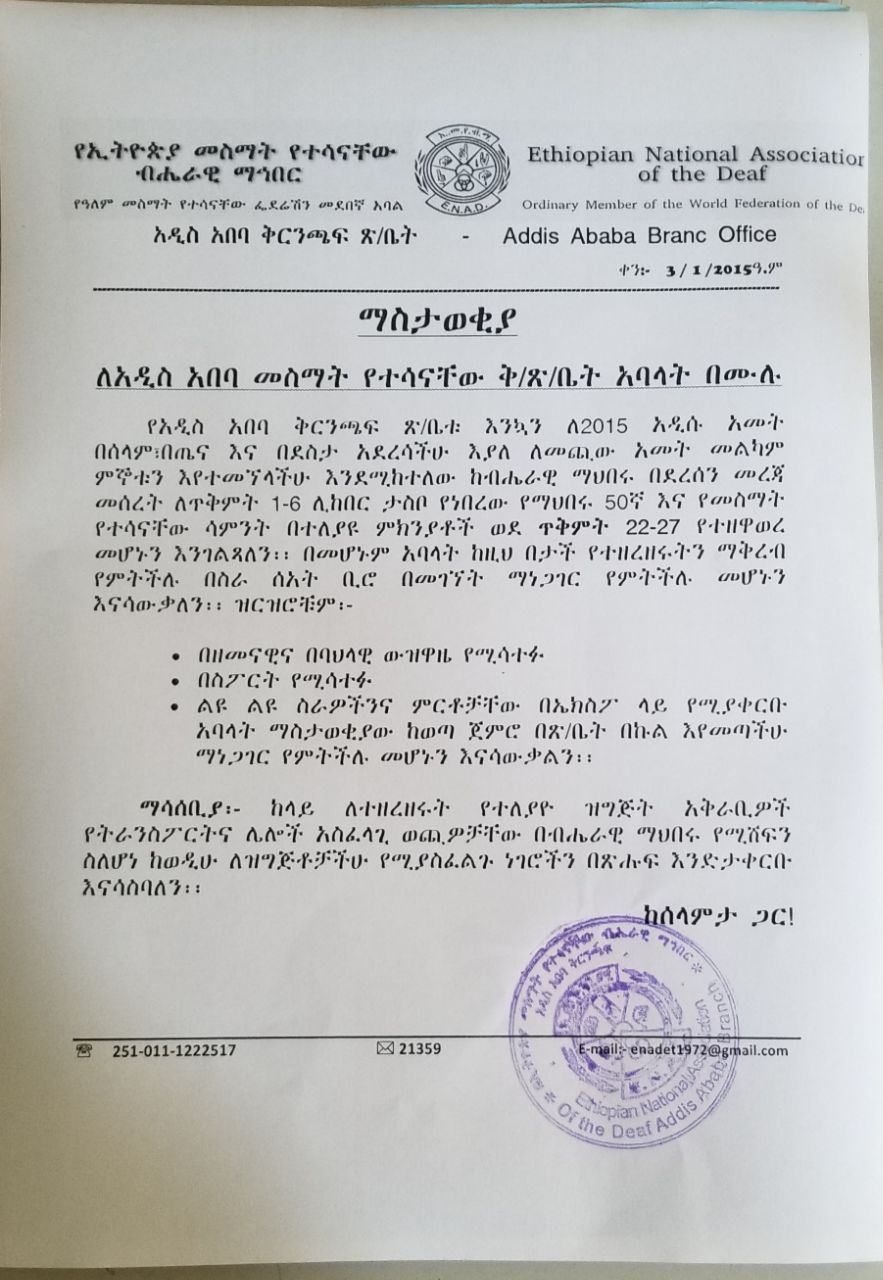 የኢትዮጵያ መስማት የተሳናቸው
ብሔራዊ ማኅበር
የዓለም መስማት የተሳናቸው ፌደሬሽን መደበኛ አባል
አ.መ.የ.ብ.ማ
E.N.A.D.
Ethiopian National Association
of the Deaf
Ordinary Member of the World Federation of the De
አዲስ አበባ ቅርንጫፍ ጽ/ቤት - Addis Ababa Branc Office
ቀን:- 3 / 1 /2015ዓ.ም
ማስታወቂያ
ለአዲስ አበባ መስማት የተሳናቸው ቅ/ጽ/ቤት አባላት በሙሉ
የአዲስ አበባ ቅርንጫፍ ጽ/ቤቱ እንኳን ለ2015 አዲሱ አመት
በሰላም፣በጤና እና በደስታ አደረሳችሁ እያለ ለመጪው አመት መልካም
ምኞቱን እየተመኘላችሁ እንደሚከተለው ከብሔራዊ ማህበሩ በደረሰን መረጃ
መሰረት ለጥቅምት 1-6 ሊከበር ታስቦ የነበረው የማህበሩ 50ኛ እና የመስማት
የተሳናቸው ሳምንት በተለያዩ ምክንያቶች ወደ ጥቅምት 22-27 የተዘዋወረ
መሆኑን እንገልጻለን፡፡ በመሆኑም አባላት ከዚህ በታች የተዘረዘሩትን ማቅረብ
የምትችሉ በስራ ሰአት ቢሮ በመገኘት ማነጋገር የምትችሉ መሆኑን
እናሳውቃለን፡፡ ዝርዝሮቹም፡-
• በዘመናዊና በባህላዊ ውዝዋዜ የሚሳተፉ
• በስፖርት የሚሳተፉ
• ልዩ ልዩ ስራዎችንና ምርቶቻቸው በኤክስፖ ላይ የሚያቀርቡ
አባላት ማስታወቂያው ከወጣ ጀምሮ በጽ/ቤት በኩል እየመጣችሁ
ማነጋገር የምትችሉ መሆኑን እናሳውቃልን፡፡
ማሳሰቢያ፡- ከላይ ለተዘረዘሩት የተለያዮ ዝግጅት አቅራቢዎች
የትራንስፖርትና ሌሎች አስፈላጊ ወጪዎቻቸው በብሔራዊ ማህበሩ የሚሸፍን
ስለሆነ ከወዲሁ ለዝግጅቶቻችሁ የሚያስፈልጉ ነገሮችን በጽሑፍ እንድታቀርቡ
እናሳስባለን፡፡
ከሰላምታ ጋር!
251-011-1222517 21359 E-mail:- enadet1972@gmail.com
የኢትዮጵያ መስማት የተሳናቸው ብሔራዊ ማኅበር
አዲስ አበባ ቅርንጫፍ
Ethiopian National Association
Of the Deaf Addis Ababa Branch